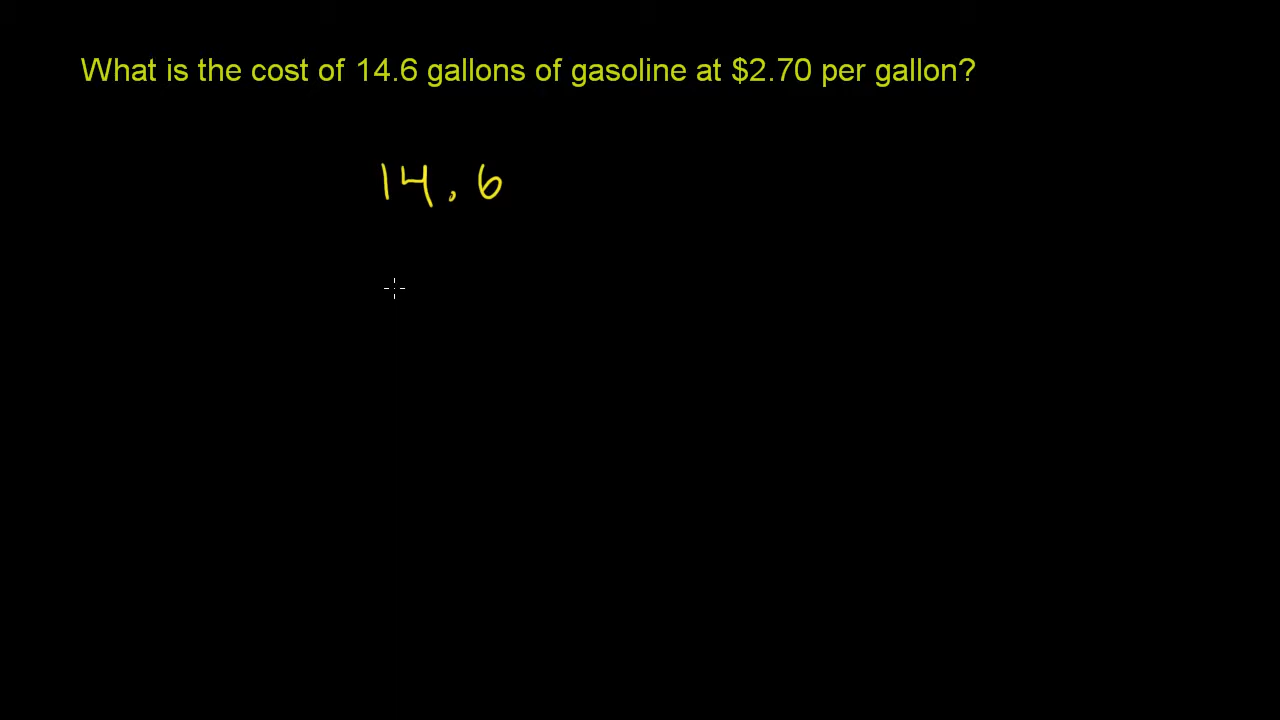 What is the cost of 14.6 gallons of gasoline at $2.70 per gallon?
14.6